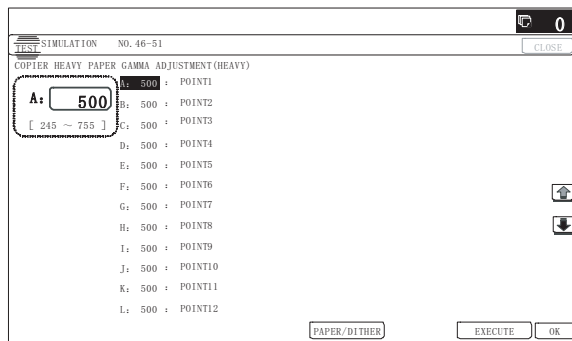 0
TEST SIMULATION NO.46-51
CLOSE
COPIER HEAVY PAPER GAMMA ADJUSTMENT(HEAVY)
A: 500
[ 245 ~ 755 ]
A: 500 : POINT1
B: 500 : POINT2
C: 500 : POINT3
D: 500 : POINT4
E: 500 : POINT5
F: 500 : POINT6
G: 500 : POINT7
H: 500 : POINT8
I: 500 : POINT9
J: 500 : POINT10
K: 500 : POINT11
L: 500 : POINT12
PAPER/DITHER EXECUTE OK